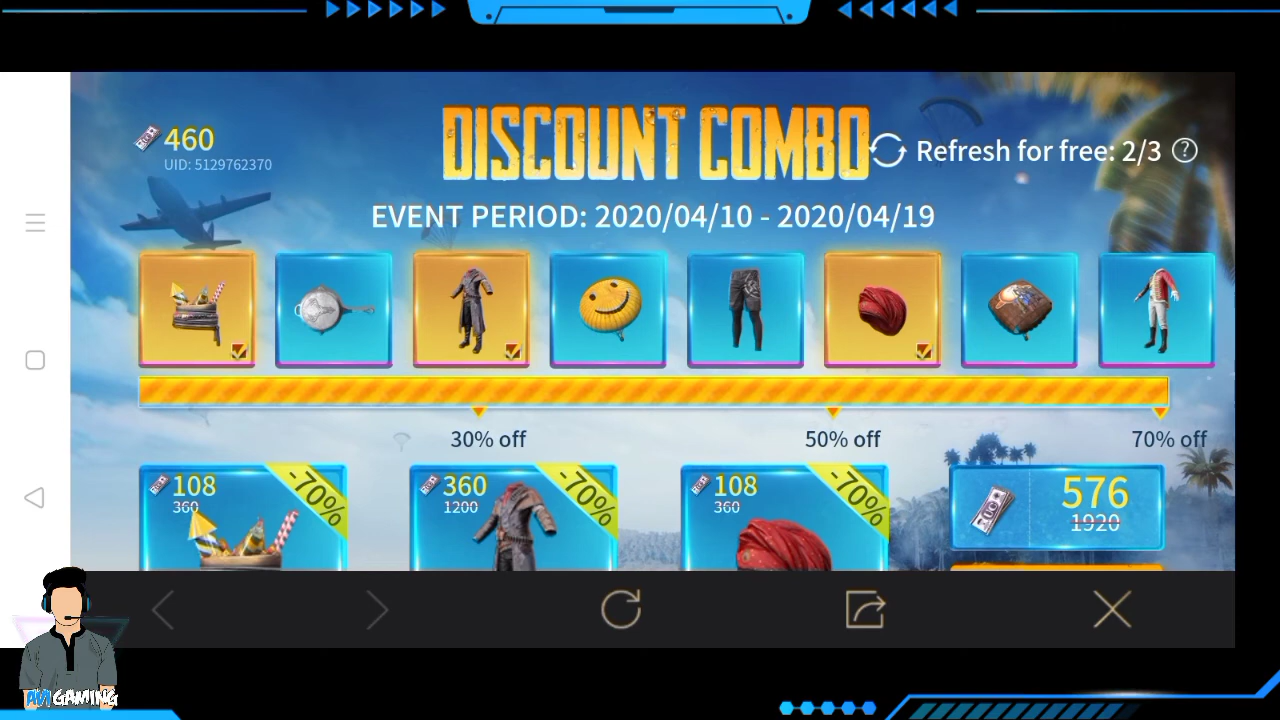 460
UID: 5129762370
DISCOUNT COMBO
Refresh for free: 2/3 ?
EVENT PERIOD: 2020/04/10 - 2020/04/19
30% off
50% off
70% off
108
360
-70%
360
1200
-70%
108
360
-70%
576
1920
AVI GAMING